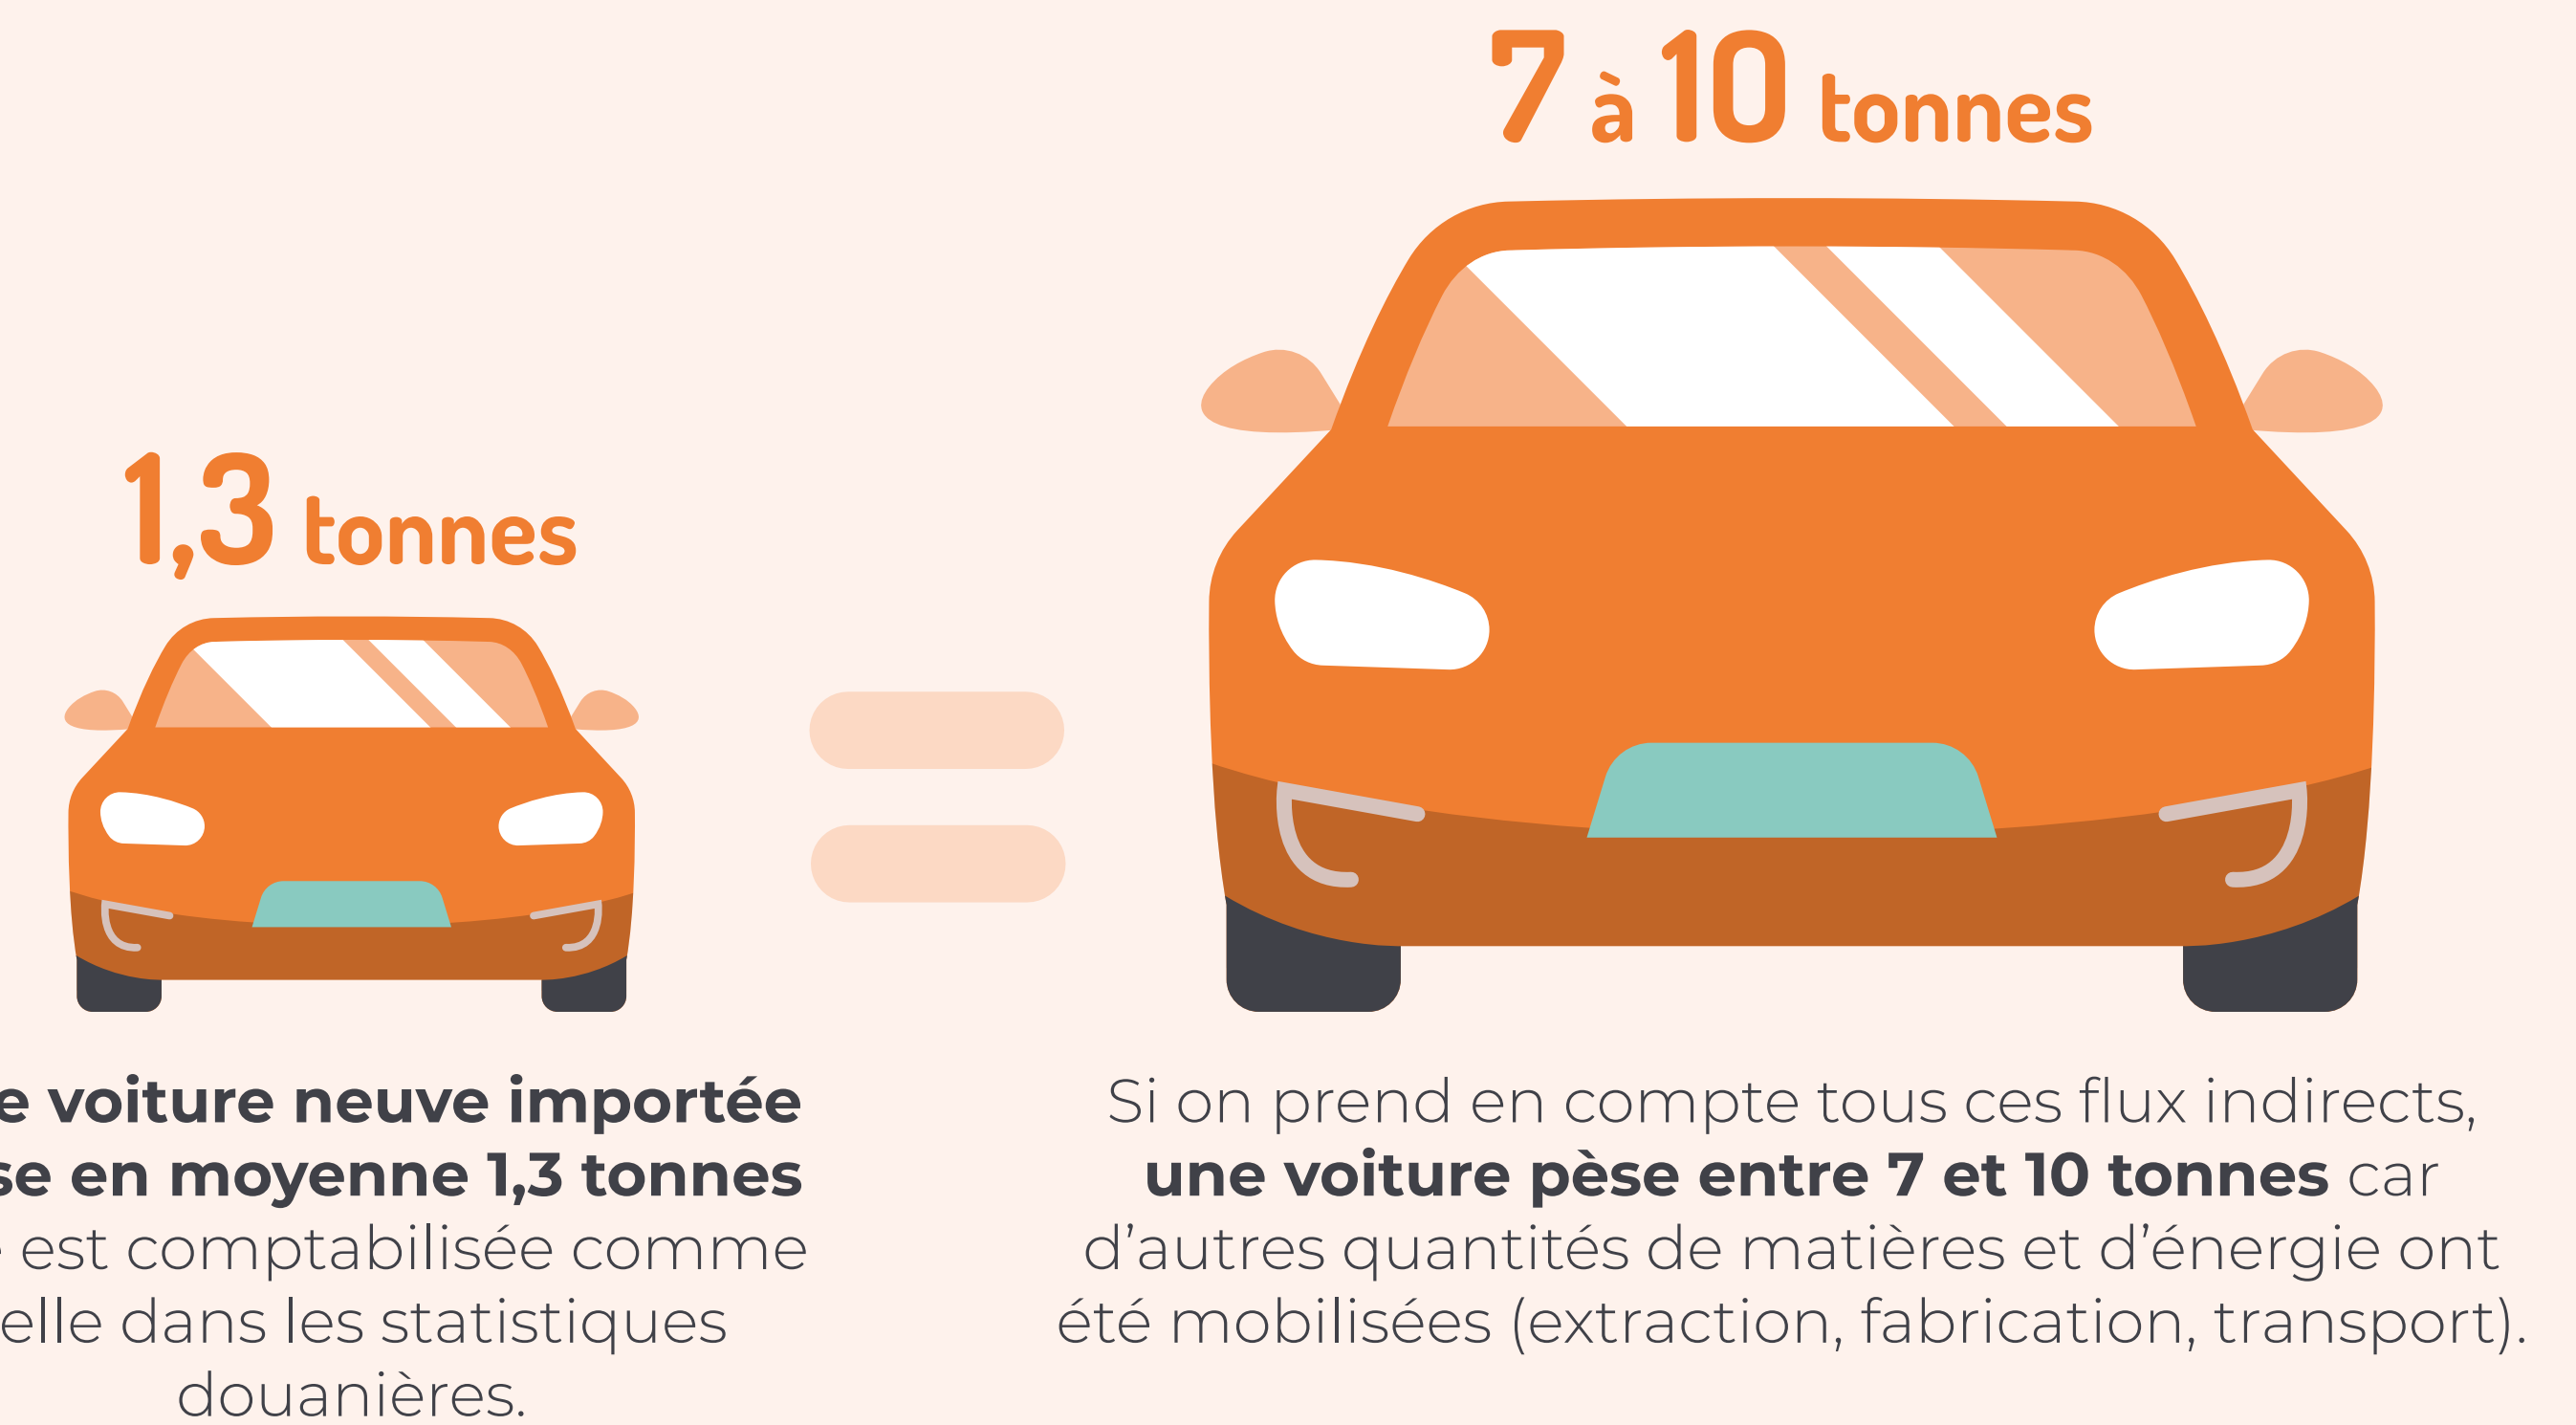 7 à 10 tonnes
1,3 tonnes
voiture neuve importée
en moyenne 1,3 tonnes
est comptabilisée comme
dans les statistiques
douanières.
Si on prend en compte tous ces flux indirects,
une voiture pèse entre 7 et 10 tonnes car
d’autres quantités de matières et d’énergie ont
été mobilisées (extraction, fabrication, transport).